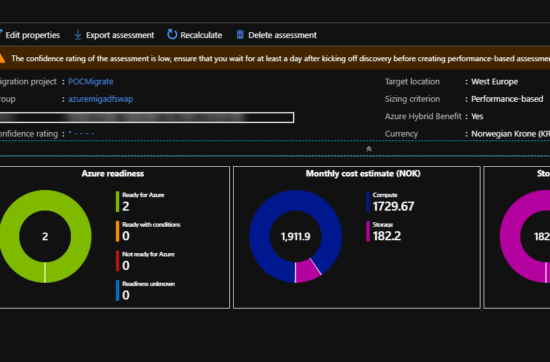 Edit properties Export assessment Recalculate Delete assessment
The confidence rating of the assessment is low, ensure that you wait for at least a day after kicking off discovery before creating performance-based assessmen
igration project : POCMigrate
Target location : West Europe
roup : azuremigadfswap
Sizing criterion : Performance-based
Azure Hybrid Benefit : Yes
onfidence rating : * - - - -
Currency : Norwegian Krone (KR
Azure readiness
2
Ready for Azure
2
Ready with conditions
0
Not ready for Azure
0
Readiness unknown
0
Monthly cost estimate (NOK)
1,911.9
Compute
1729.67
Storage
182.2
Sto
182